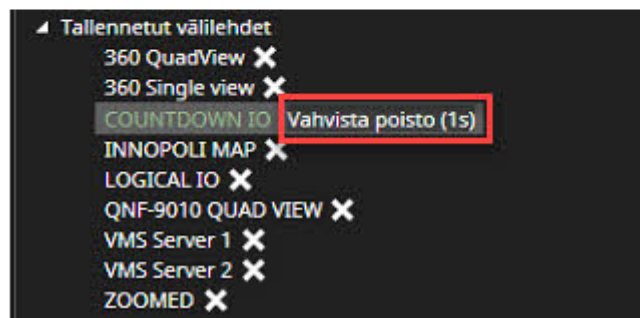 Tallennetut välilehdet
360 QuadView
360 Single view
COUNTDOWN IO Vahvista poisto (1s)
INNOPOLI MAP
LOGICAL IO
QNF-9010 QUAD VIEW
VMS Server 1
VMS Server 2
ZOOMED